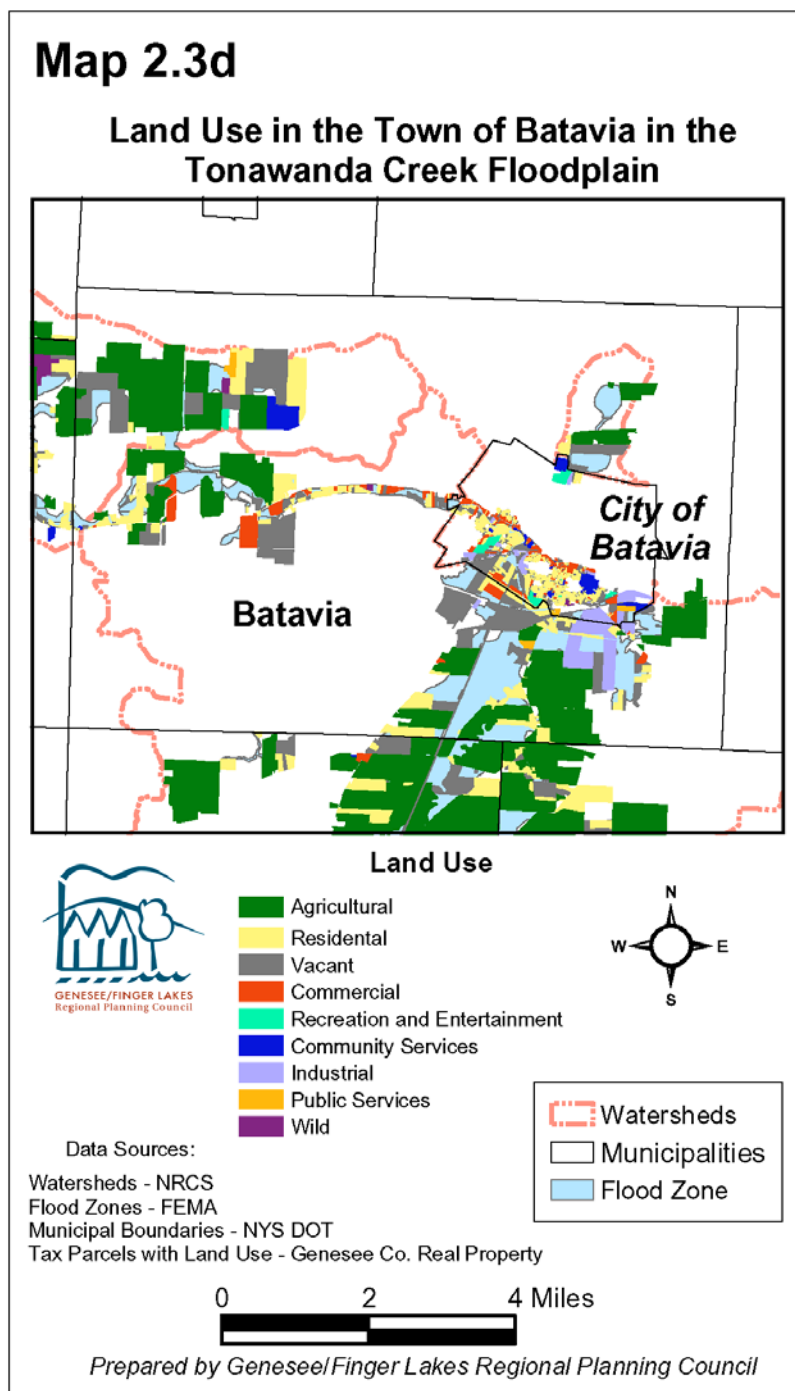 Map 2.3d
Land Use in the Town of Batavia in the
Tonawanda Creek Floodplain
City of
Batavia
Batavia
Land Use
Agricultural
Residental
Vacant
Commercial
Recreation and Entertainment
Community Services
Industrial
Public Services
Wild
GENESEE/FINGER LAKES
Regional Planning Council
N
W
E
S
Watersheds
Municipalities
Flood Zone
Data Sources:
Watersheds - NRCS
Flood Zones - FEMA
Municipal Boundaries - NYS DOT
Tax Parcels with Land Use - Genesee Co. Real Property
0 2 4 Miles
Prepared by Genesee/Finger Lakes Regional Planning Council